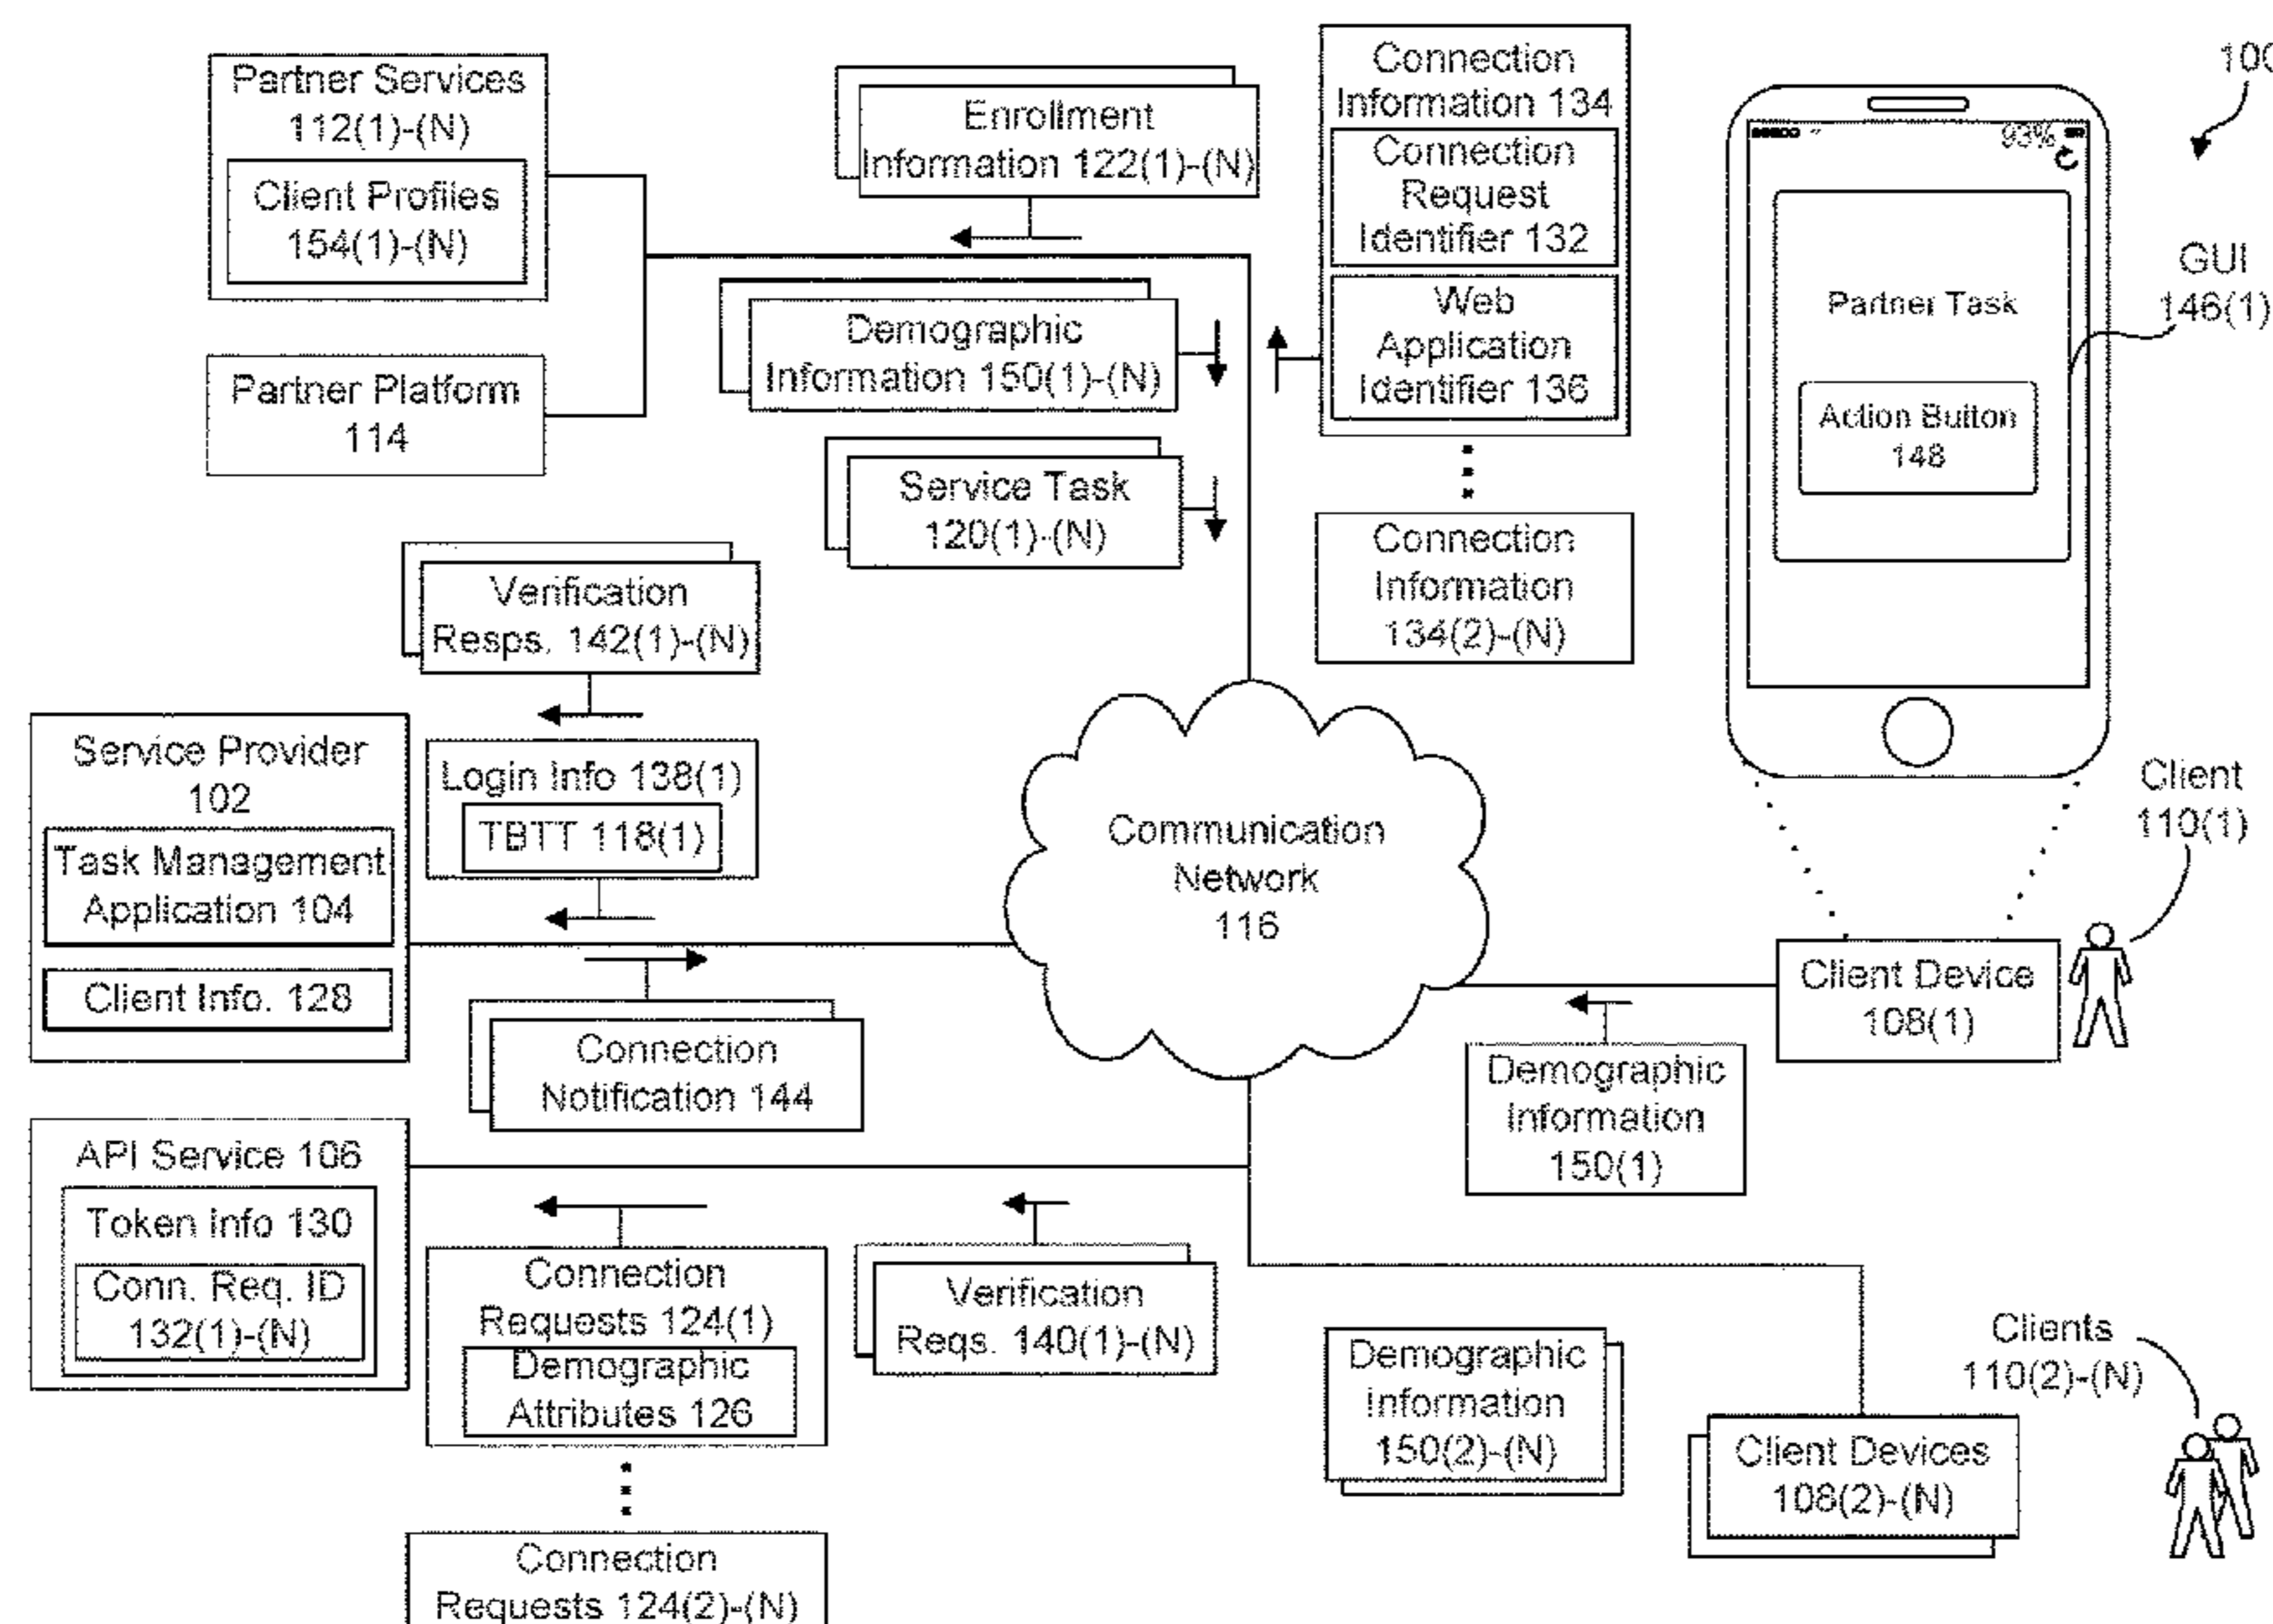 Partner Services
112(1)-(N)
Client Profiles
154(1)-(N)
Partner Platform
114
Enrollment
Information 122(1)-(N)
Demographic
Information 150(1)-(N)
Service Task
120(1)-(N)
Connection
Information 134
Connection
Request
Identifier 132
Web
Application
Identifier 136
Connection
Information
134(2)-(N)
93%
Partner Task
Action Button
148
GUI
146(1)
Verification
Resps. 142(1)-(N)
Service Provider
102
Task Management
Application 104
Client Info. 128
Login Info 138(1)
TBTT 118(1)
Communication
Network
116
Client
110(1)
Client Device
108(1)
Connection
Notification 144
Demographic
Information
150(1)
API Service 106
Token Info 130
Conn. Req. ID
132(1)-(N)
Connection
Requests 124(1)
Demographic
Attributes 126
Verification
Reqs. 140(1)-(N)
Demographic
Information
150(2)-(N)
Clients
110(2)-(N)
Client Devices
108(2)-(N)
Connection
Requests 124(2)-(N)